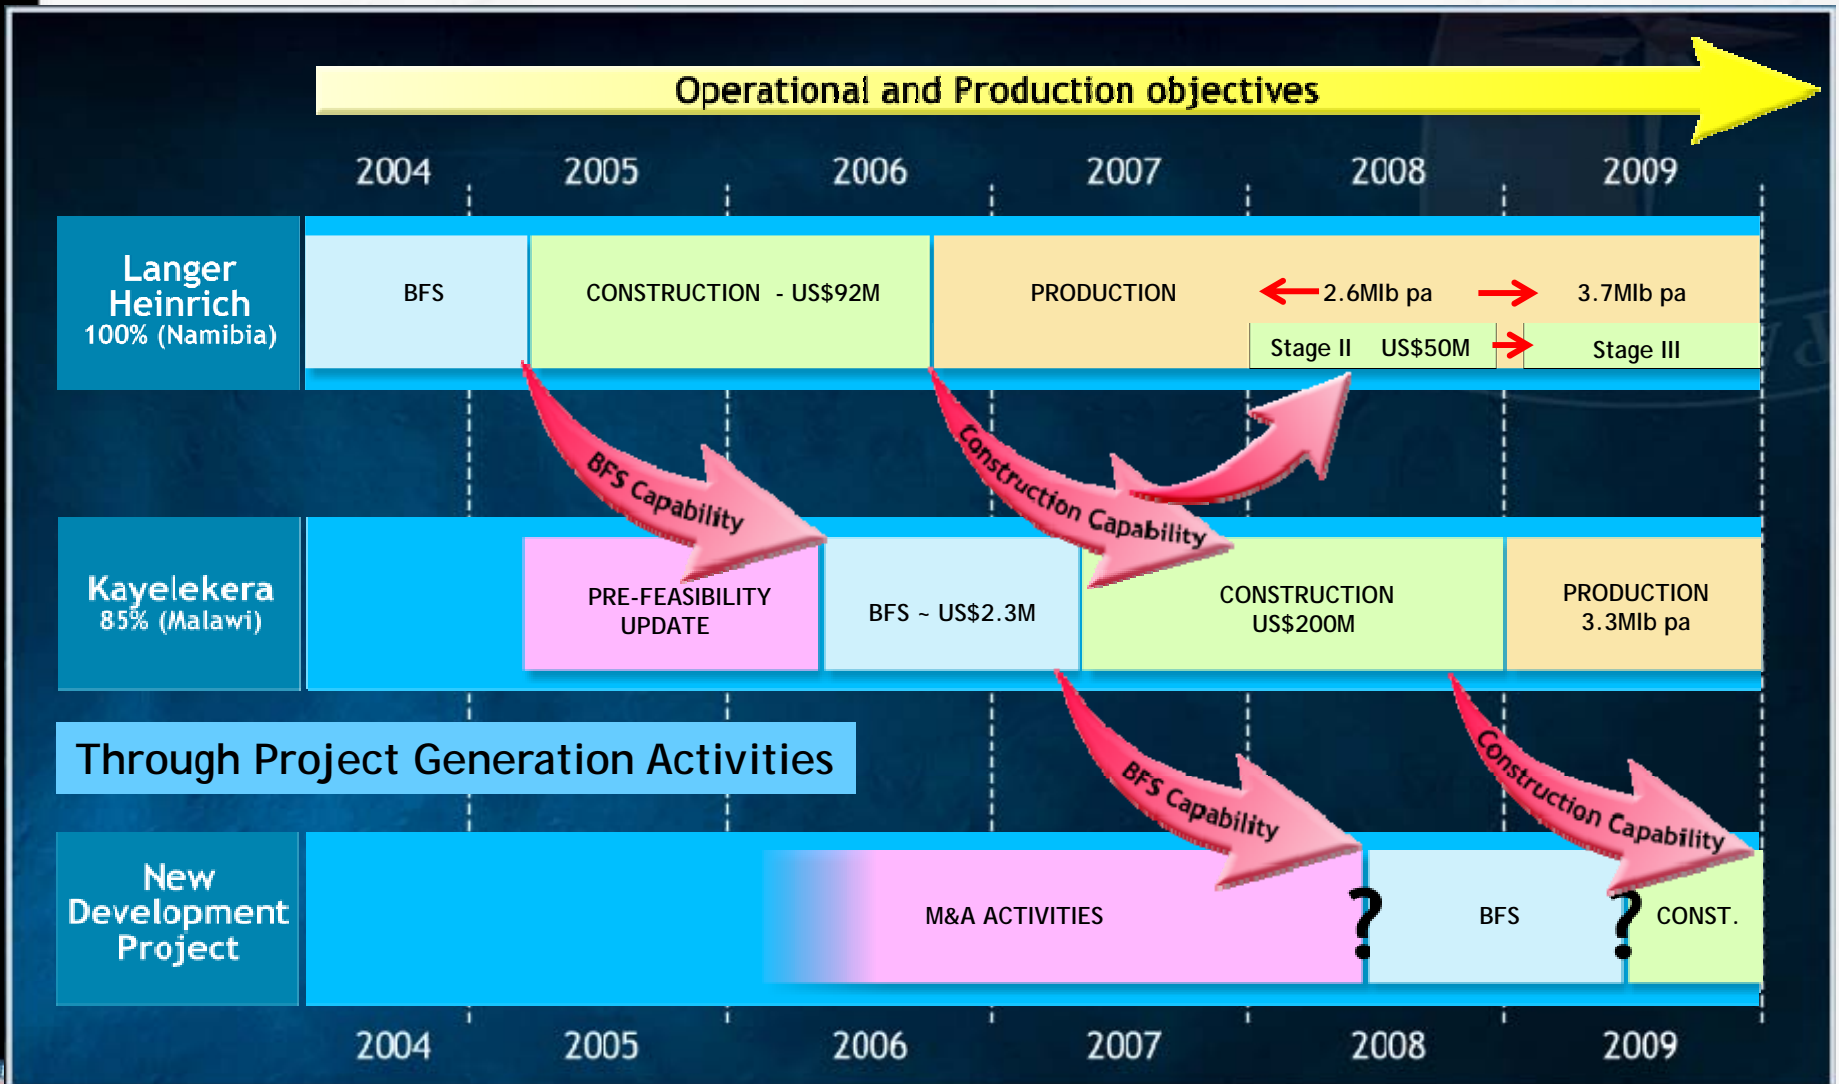 Operational and Production objectives
2004 2005 2006 2007 2008 2009
Langer
Heinrich
100% (Namibia)
BFS
CONSTRUCTION - US$92M
PRODUCTION
2.6Mlb pa
3.7Mlb pa
Stage II US$50M
Stage III
BFS Capability
Construction Capability
Kayelekera
85% (Malawi)
PRE-FEASIBILITY
UPDATE
BFS ~ US$2.3M
CONSTRUCTION
US$200M
PRODUCTION
3.3Mlb pa
Through Project Generation Activities
BFS Capability
Construction Capability
New
Development
Project
M&A ACTIVITIES
?
BFS
?
CONST.
2004 2005 2006 2007 2008 2009